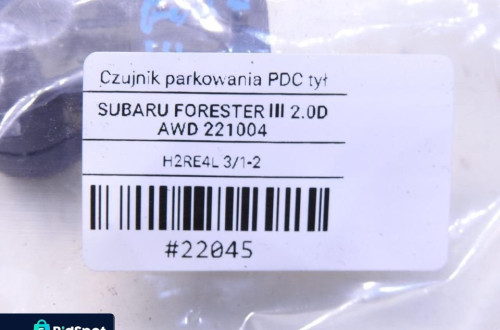 Czujnik parkowania PDC tył
SUBARU FORESTER III 2.0D
AWD 221004
H2RE4L 3/1-2
#22045